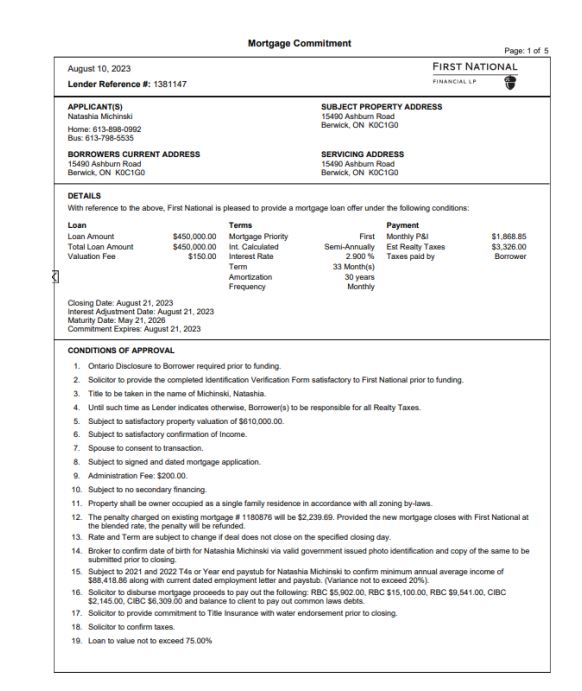 Mortgage Commitment
Page: 1 of 5
August 10, 2023
FIRST NATIONAL
FINANCIAL LP
Lender Reference #: 1381147
APPLICANT(S)
Natashia Michinski
Home: 613-898-0992
Bus: 613-798-5535
SUBJECT PROPERTY ADDRESS
15490 Ashburn Road
Berwick, ON K0C1G0
BORROWERS CURRENT ADDRESS
15490 Ashburn Road
Berwick, ON K0C1G0
SERVICING ADDRESS
15490 Ashburn Road
Berwick, ON K0C1G0
DETAILS
With reference to the above, First National is pleased to provide a mortgage loan offer under the following conditions:
Loan Terms Payment
Loan Amount $450,000.00 Mortgage Priority First Monthly P&I $1,868.85
Total Loan Amount $450,000.00 Int. Calculated Semi-Annually Est Realty Taxes $3,326.00
Valuation Fee $150.00 Interest Rate 2.900 % Taxes paid by Borrower
Term 33 Month(s)
Amortization 30 years
Frequency Monthly
Closing Date: August 21, 2023
Interest Adjustment Date: August 21, 2023
Maturity Date: May 21, 2026
Commitment Expires: August 21, 2023
CONDITIONS OF APPROVAL
1. Ontario Disclosure to Borrower required prior to funding.
2. Solicitor to provide the completed Identification Verification Form satisfactory to First National prior to funding.
3. Title to be taken in the name of Michinski, Natashia.
4. Until such time as Lender indicates otherwise, Borrower(s) to be responsible for all Realty Taxes.
5. Subject to satisfactory property valuation of $610,000.00.
6. Subject to satisfactory confirmation of Income.
7. Spouse to consent to transaction.
8. Subject to signed and dated mortgage application.
9. Administration Fee: $200.00.
10. Subject to no secondary financing.
11. Property shall be owner occupied as a single family residence in accordance with all zoning by-laws.
12. The penalty charged on existing mortgage # 1180876 will be $2,239.69. Provided the new mortgage closes with First National at
the blended rate, the penalty will be refunded.
13. Rate and Term are subject to change if deal does not close on the specified closing day.
14. Broker to confirm date of birth for Natashia Michinski via valid government issued photo identification and copy of the same to be
submitted prior to closing.
15. Subject to 2021 and 2022 T4s or Year end paystub for Natashia Michinski to confirm minimum annual average income of
$88,418.86 along with current dated employment letter and paystub. (Variance not to exceed 20%).
16. Solicitor to disburse mortgage proceeds to pay out the following: RBC $5,902.00, RBC $15,100.00, RBC $9,541.00, CIBC
$2,145.00, CIBC $6,309.00 and balance to client to pay out common laws debts.
17. Solicitor to provide commitment to Title Insurance with water endorsement prior to closing.
18. Solicitor to confirm taxes.
19. Loan to value not to exceed 75.00%